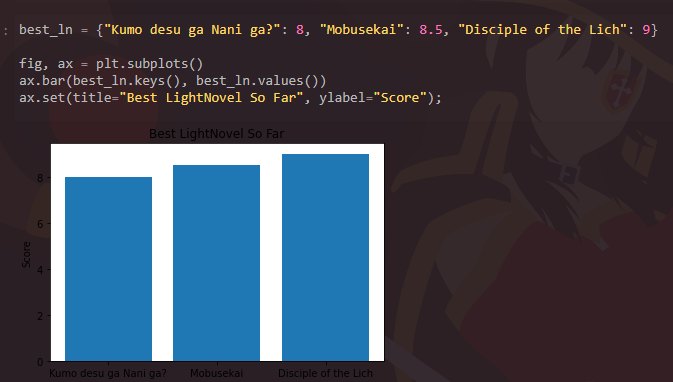 : best_ln = {"Kumo desu ga Nani ga?": 8, "Mobusekai": 8.5, "Disciple of the Lich": 9}
fig, ax = plt.subplots()
ax.bar(best_ln.keys(), best_ln.values())
ax.set(title="Best LightNovel So Far", ylabel="Score");
Best LightNovel So Far
8
6
4
2
0
Score
Kumo desu ga Nani ga? Mobusekai Disciple of the Lich